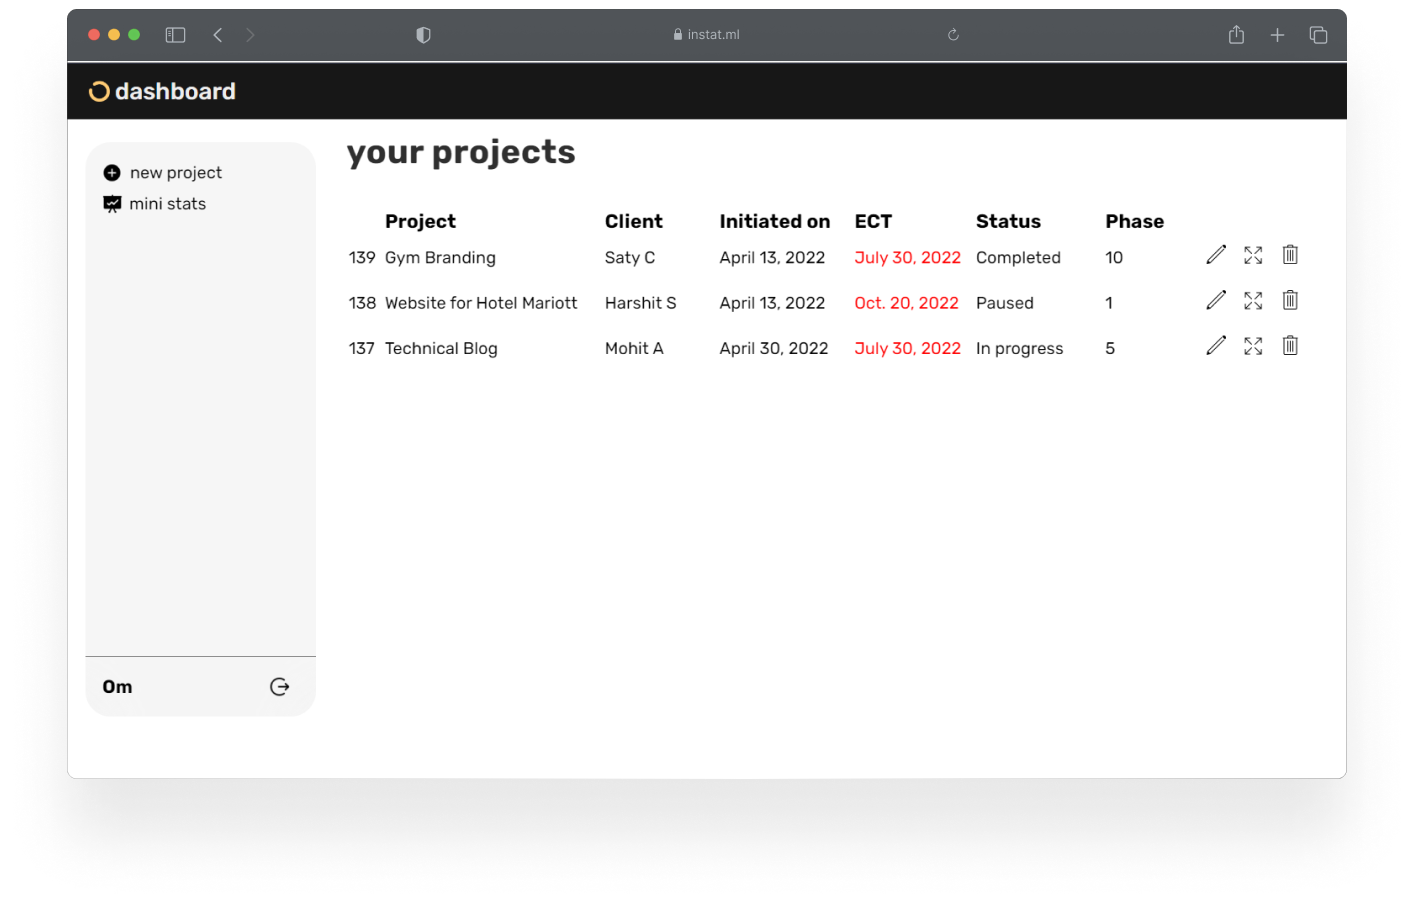 instat.ml
dashboard
new project
mini stats
your projects
Project Client Initiated on ECT Status Phase
139 Gym Branding Saty C April 13, 2022 July 30, 2022 Completed 10
138 Website for Hotel Mariott Harshit S April 13, 2022 Oct. 20, 2022 Paused 1
137 Technical Blog Mohit A April 30, 2022 July 30, 2022 In progress 5
Om